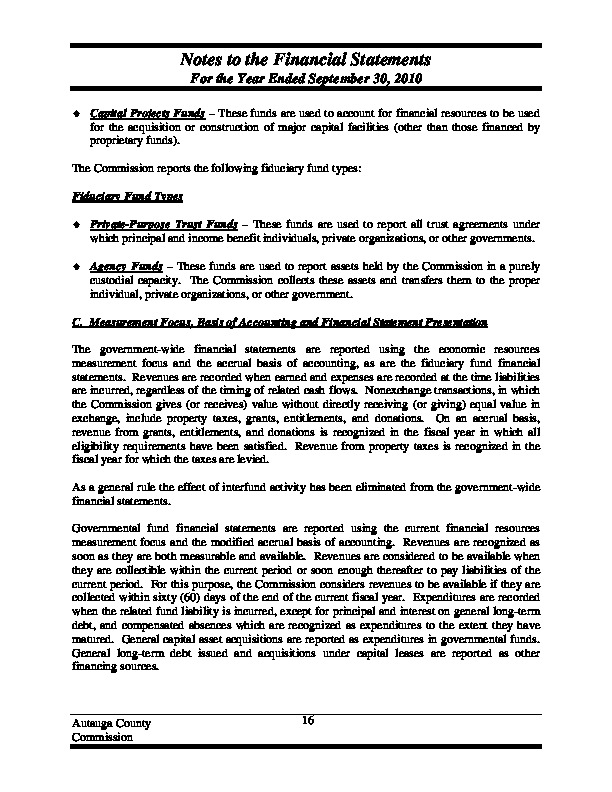 Notes to the Financial Statements
For the Year Ended September 30, 2010
♦ Capital Projects Funds – These funds are used to account for financial resources to be used
for the acquisition or construction of major capital facilities (other than those financed by
proprietary funds).
The Commission reports the following fiduciary fund types:
Fiduciary Fund Types
♦ Private-Purpose Trust Funds – These funds are used to report all trust agreements under
which principal and income benefit individuals, private organizations, or other governments.
♦ Agency Funds – These funds are used to report assets held by the Commission in a purely
custodial capacity. The Commission collects these assets and transfers them to the proper
individual, private organizations, or other government.
C. Measurement Focus, Basis of Accounting and Financial Statement Presentation
The government-wide financial statements are reported using the economic resources
measurement focus and the accrual basis of accounting, as are the fiduciary fund financial
statements. Revenues are recorded when earned and expenses are recorded at the time liabilities
are incurred, regardless of the timing of related cash flows. Nonexchange transactions, in which
the Commission gives (or receives) value without directly receiving (or giving) equal value in
exchange, include property taxes, grants, entitlements, and donations. On an accrual basis,
revenue from grants, entitlements, and donations is recognized in the fiscal year in which all
eligibility requirements have been satisfied. Revenue from property taxes is recognized in the
fiscal year for which the taxes are levied.
As a general rule the effect of interfund activity has been eliminated from the government-wide
financial statements.
Governmental fund financial statements are reported using the current financial resources
measurement focus and the modified accrual basis of accounting. Revenues are recognized as
soon as they are both measurable and available. Revenues are considered to be available when
they are collectible within the current period or soon enough thereafter to pay liabilities of the
current period. For this purpose, the Commission considers revenues to be available if they are
collected within sixty (60) days of the end of the current fiscal year. Expenditures are recorded
when the related fund liability is incurred, except for principal and interest on general long-term
debt, and compensated absences which are recognized as expenditures to the extent they have
matured. General capital asset acquisitions are reported as expenditures in governmental funds.
General long-term debt issued and acquisitions under capital leases are reported as other
financing sources.
Autauga County 16
Commission